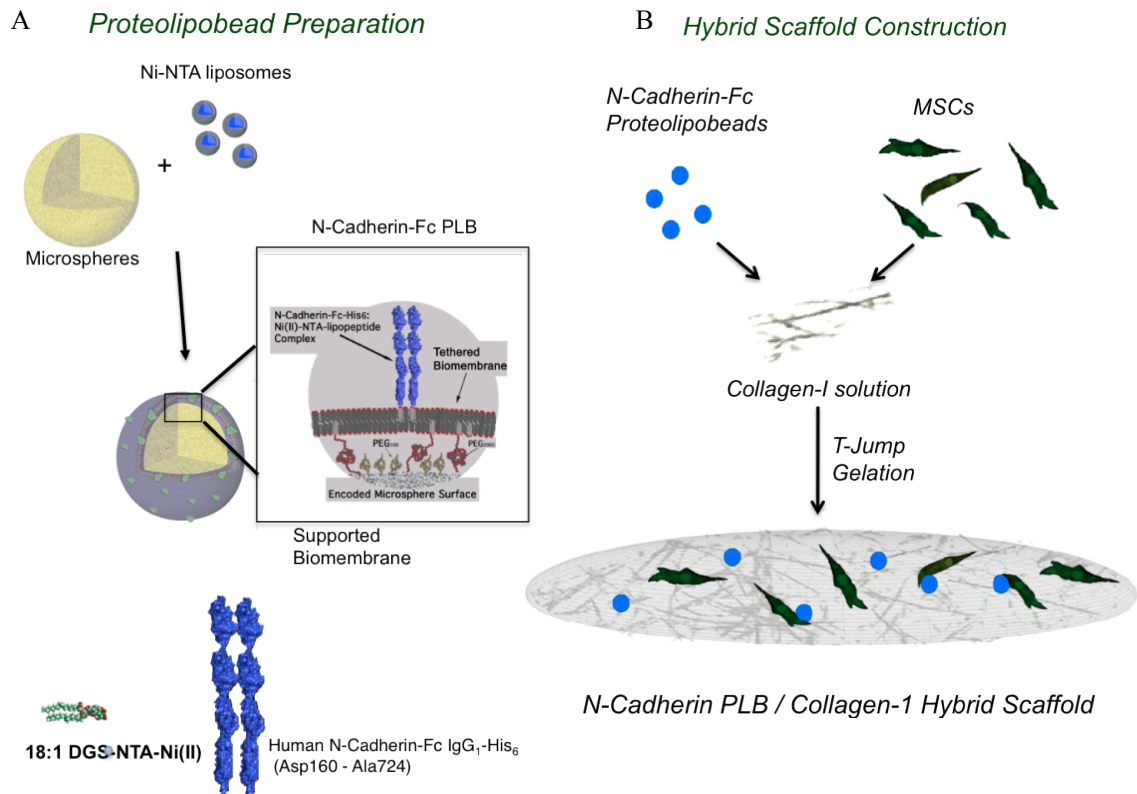 A
Proteolipobead Preparation
Ni-NTA liposomes
+
Microspheres
N-Cadherin-Fc PLB
N-Cadherin-Fc-His6:
Ni(II)-NTA-lipopeptide
Complex
Tethered
Biomembrane
PEG
PEG
Encoded Microsphere Surface
Supported
Biomembrane
18:1 DGS-NTA-Ni(II)
Human N-Cadherin-Fc IgG₁-His₆
(Asp160 - Ala724)
B
Hybrid Scaffold Construction
N-Cadherin-Fc
Proteolipobeads
MSCs
Collagen-I solution
T-Jump
Gelation
N-Cadherin PLB / Collagen-1 Hybrid Scaffold